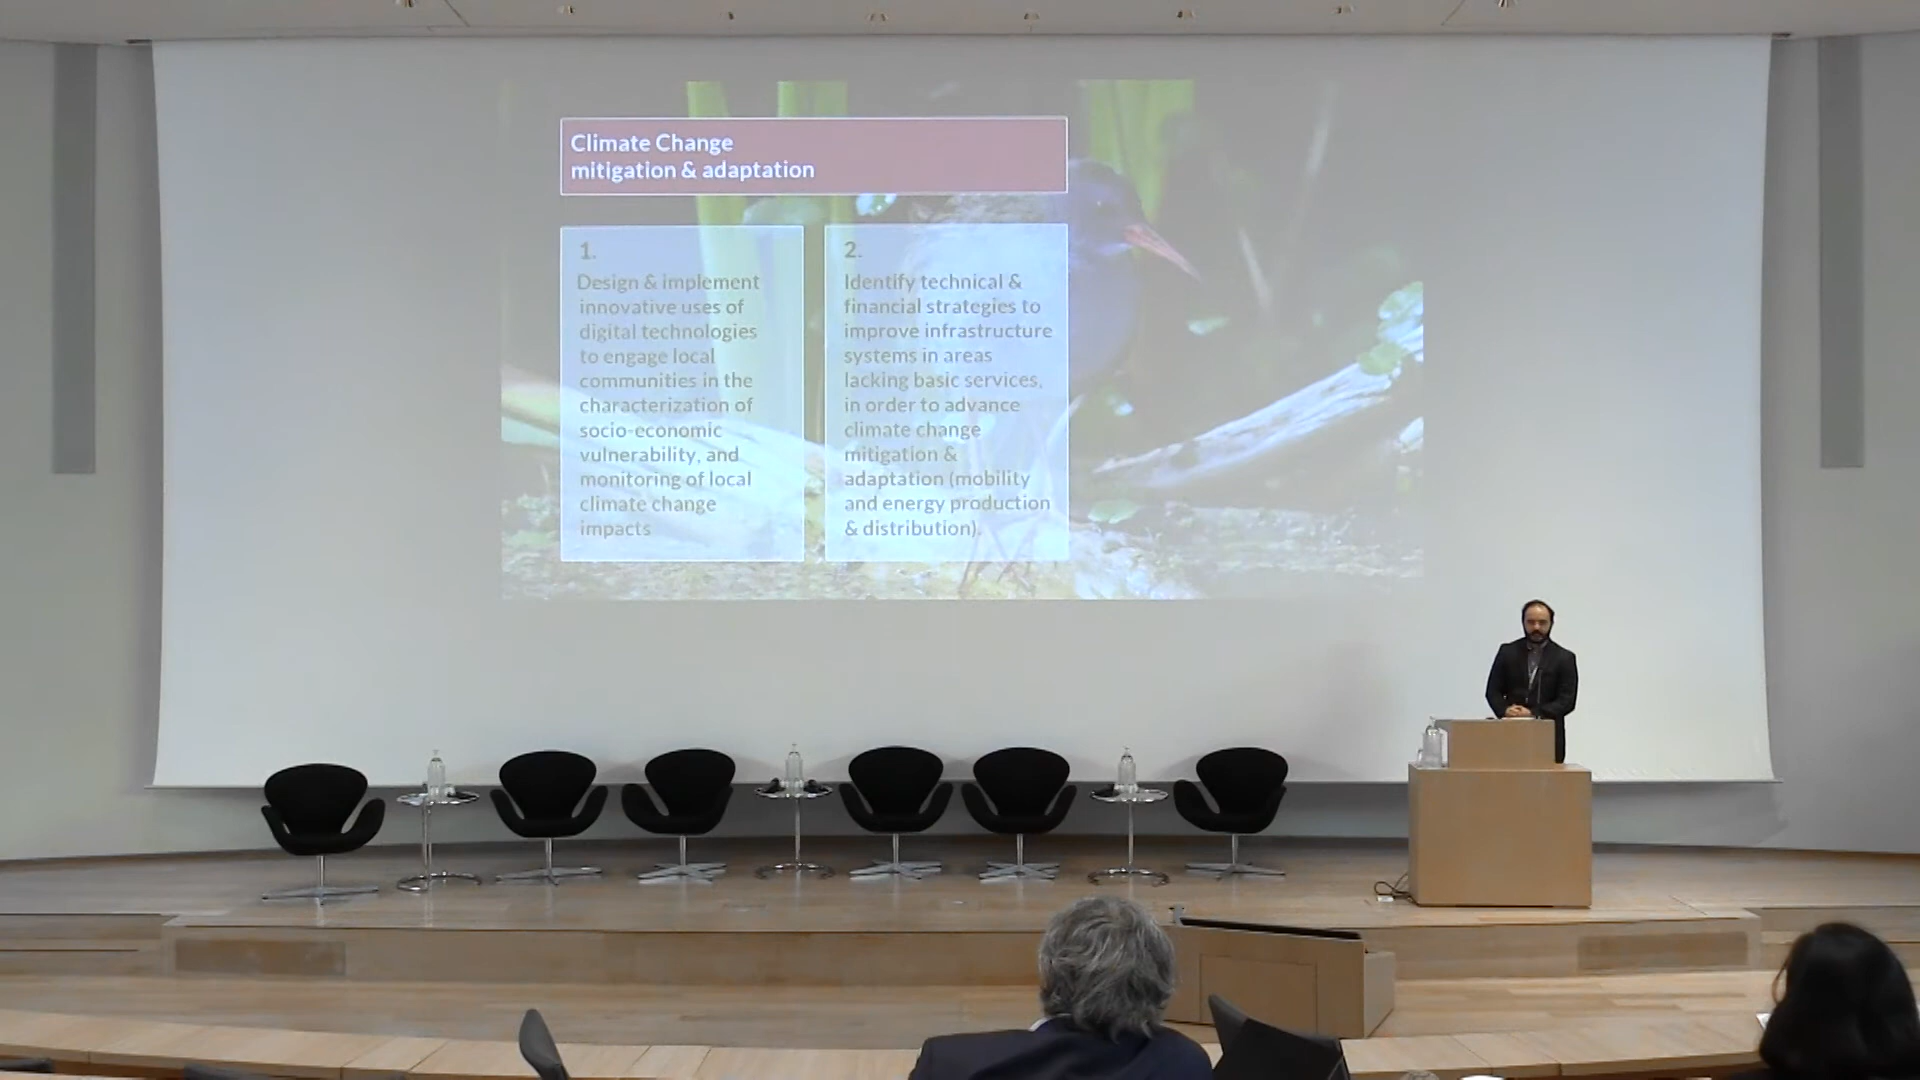 Climate Change
mitigation & adaptation
1.
Design & implement
innovative uses of
digital technologies
to engage local
communities in the
characterization of
socio-economic
vulnerability, and
monitoring of local
climate change
impacts
2.
Identify technical &
financial strategies to
improve infrastructure
systems in areas
lacking basic services,
in order to advance
climate change
mitigation &
adaptation (mobility
and energy production
& distribution).